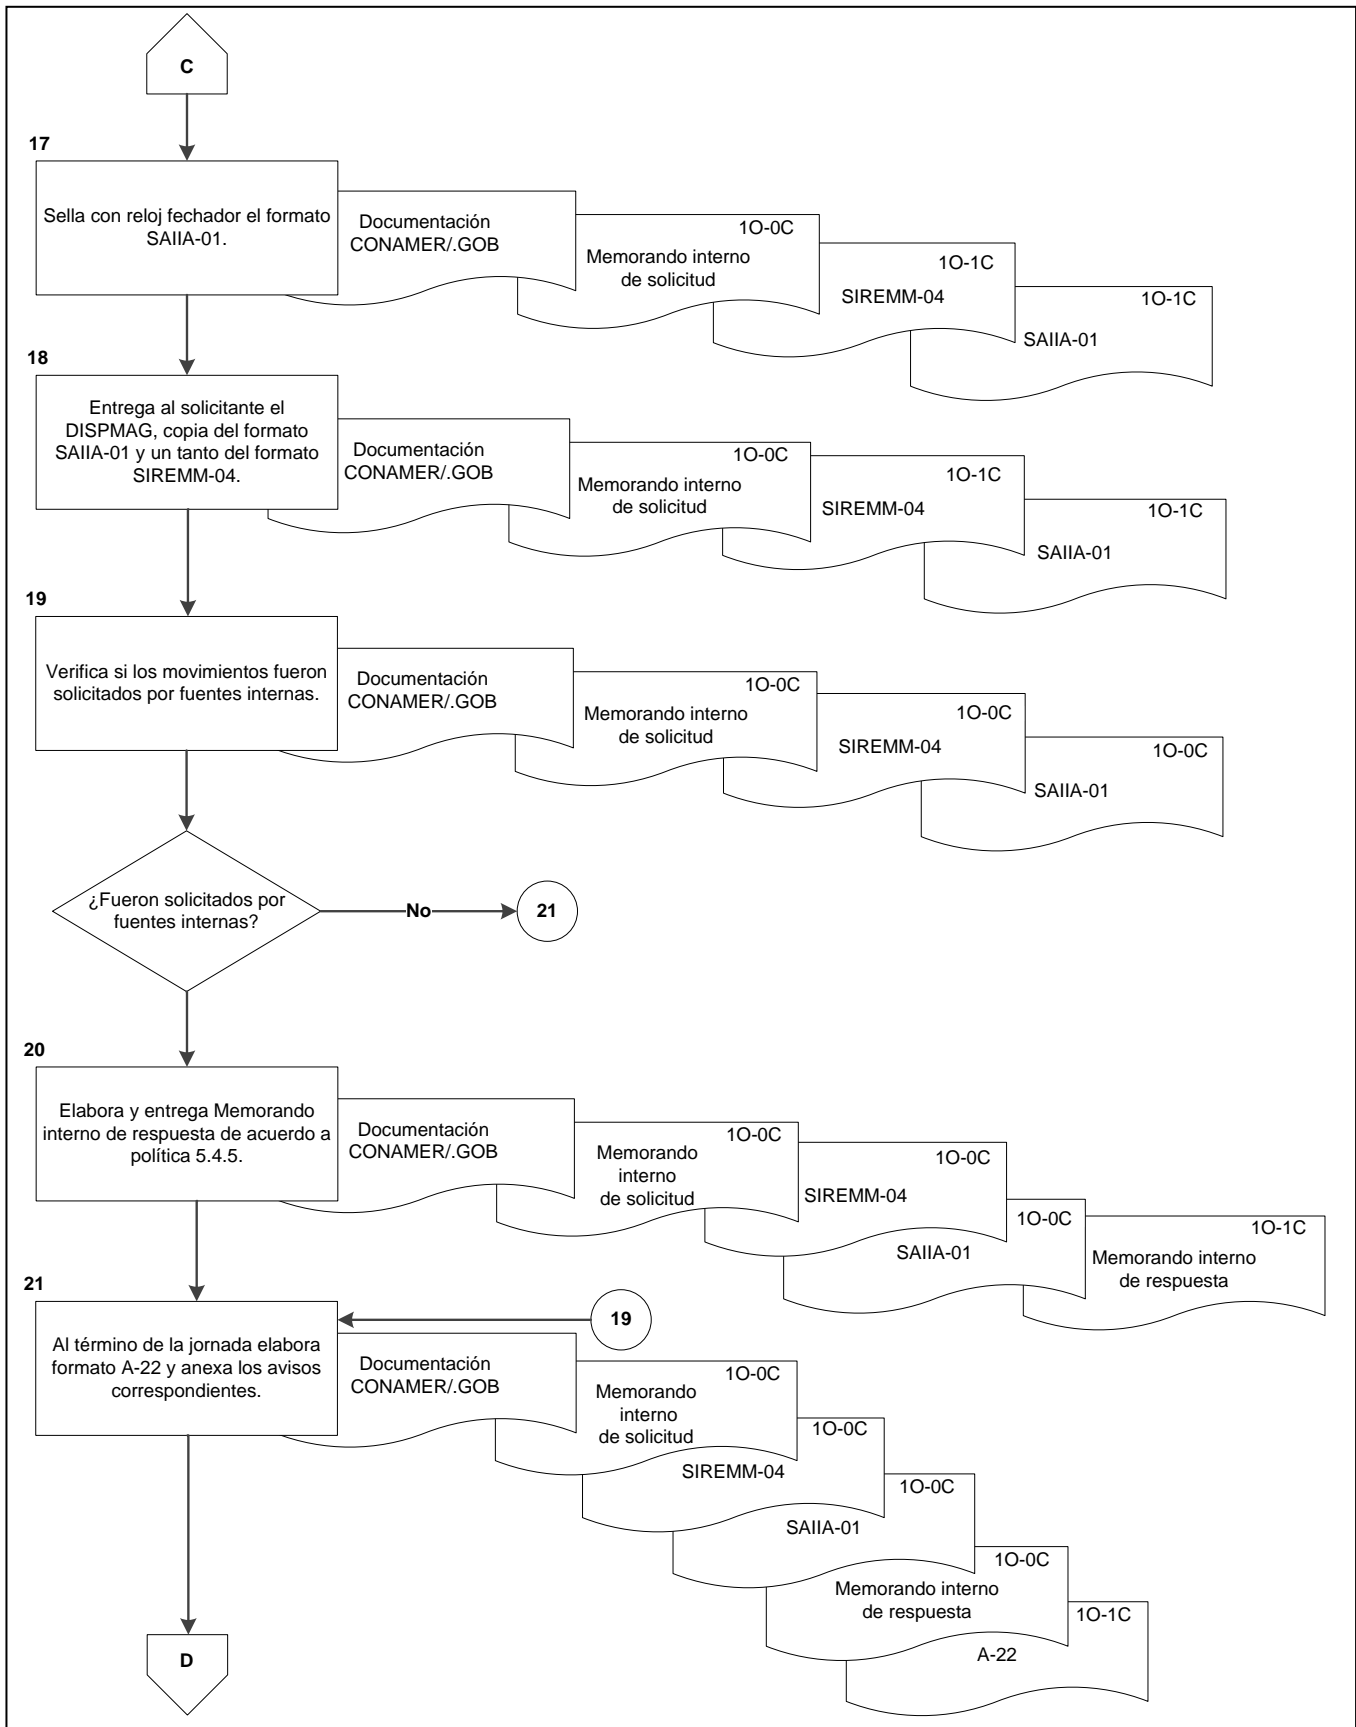 C
17
Sella con reloj fechador el formato
SAIIA-01.
Documentación
CONAMER/.GOB
1O-0C
Memorando interno
de solicitud
1O-1C
SIREMM-04
1O-1C
SAIIA-01
18
Entrega al solicitante el
DISPMAG, copia del formato
SAIIA-01 y un tanto del formato
SIREMM-04.
Documentación
CONAMER/.GOB
1O-0C
Memorando interno
de solicitud
1O-1C
SIREMM-04
1O-1C
SAIIA-01
19
Verifica si los movimientos fueron
solicitados por fuentes internas.
Documentación
CONAMER/.GOB
1O-0C
Memorando interno
de solicitud
1O-0C
SIREMM-04
1O-0C
SAIIA-01
¿Fueron solicitados por
fuentes internas?
No
21
20
Elabora y entrega Memorando
interno de respuesta de acuerdo a
política 5.4.5.
Documentación
CONAMER/.GOB
1O-0C
Memorando
interno
de solicitud
1O-0C
SIREMM-04
1O-0C
SAIIA-01
1O-1C
Memorando interno
de respuesta
21
Al término de la jornada elabora
formato A-22 y anexa los avisos
correspondientes.
19
Documentación
CONAMER/.GOB
1O-0C
Memorando
interno
de solicitud
1O-0C
SIREMM-04
1O-0C
SAIIA-01
1O-0C
Memorando interno
de respuesta
1O-1C
A-22
D